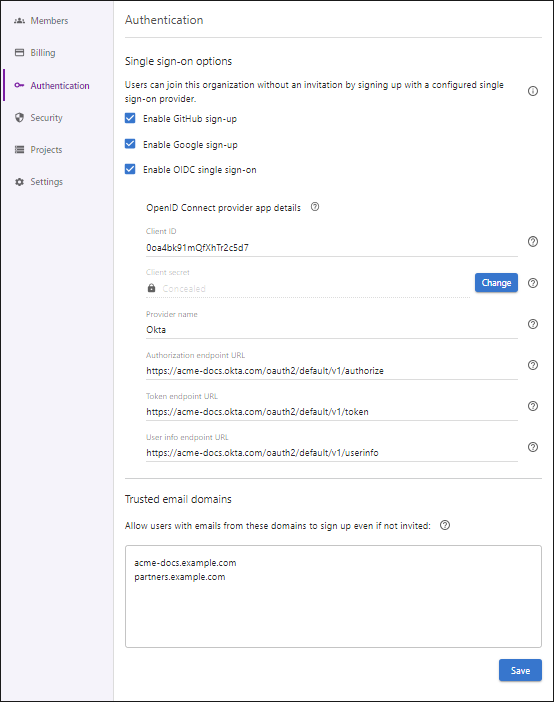 Members
Billing
Authentication
Security
Projects
Settings
Authentication
Single sign-on options
Users can join this organization without an invitation by signing up with a configured single
sign-on provider.
Enable GitHub sign-up
Enable Google sign-up
Enable OIDC single sign-on
OpenID Connect provider app details
Client ID
0oa4bk91mQfXhTr2c5d7
Client secret
Concealed
Change
Provider name
Okta
Authorization endpoint URL
https://acme-docs.okta.com/oauth2/default/v1/authorize
Token endpoint URL
https://acme-docs.okta.com/oauth2/default/v1/token
User info endpoint URL
https://acme-docs.okta.com/oauth2/default/v1/userinfo
Trusted email domains
Allow users with emails from these domains to sign up even if not invited:
acme-docs.example.com
partners.example.com
Save